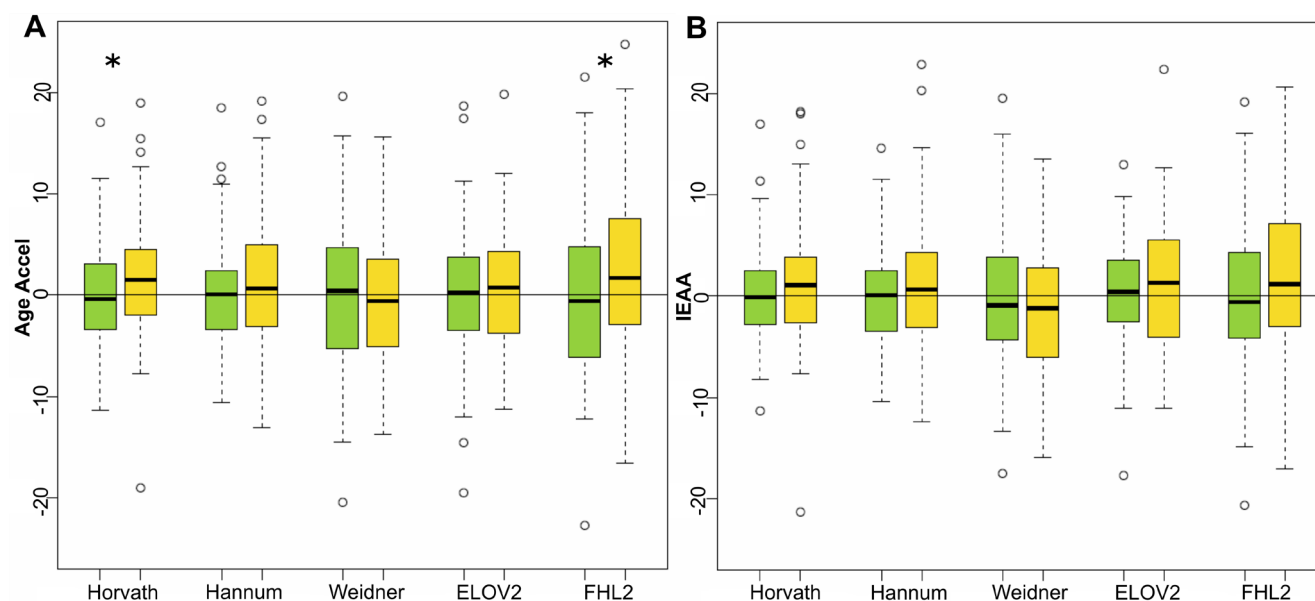 A
B
* *
Age Accel
20
10
0
-10
-20
Horvath Hannum Weidner ELOV2 FHL2
IEAA
20
10
0
-10
-20
Horvath Hannum Weidner ELOV2 FHL2